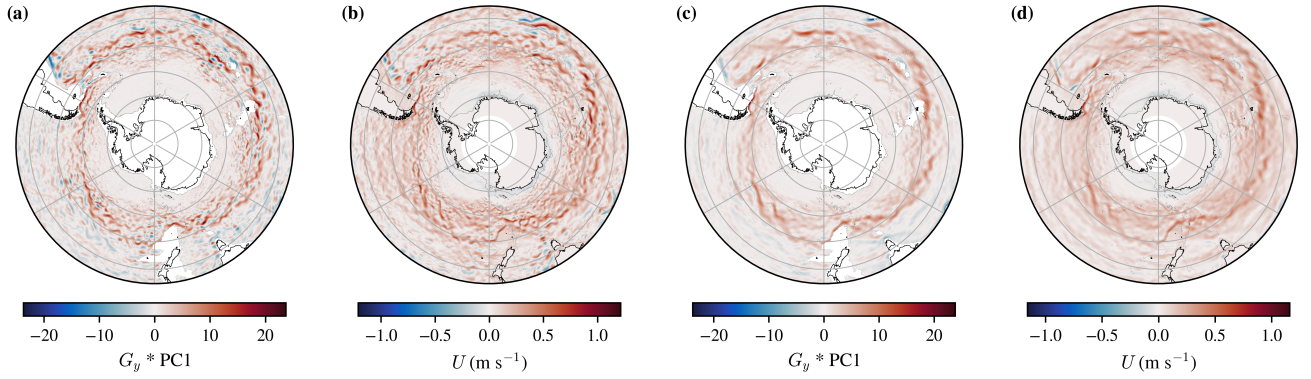 (a) (b) (c) (d)
−20 −10 0 10 20 −1.0 −0.5 0.0 0.5 1.0 −20 −10 0 10 20 −1.0 −0.5 0.0 0.5 1.0
G_y * PC1 U (m s⁻¹) G_y * PC1 U (m s⁻¹)